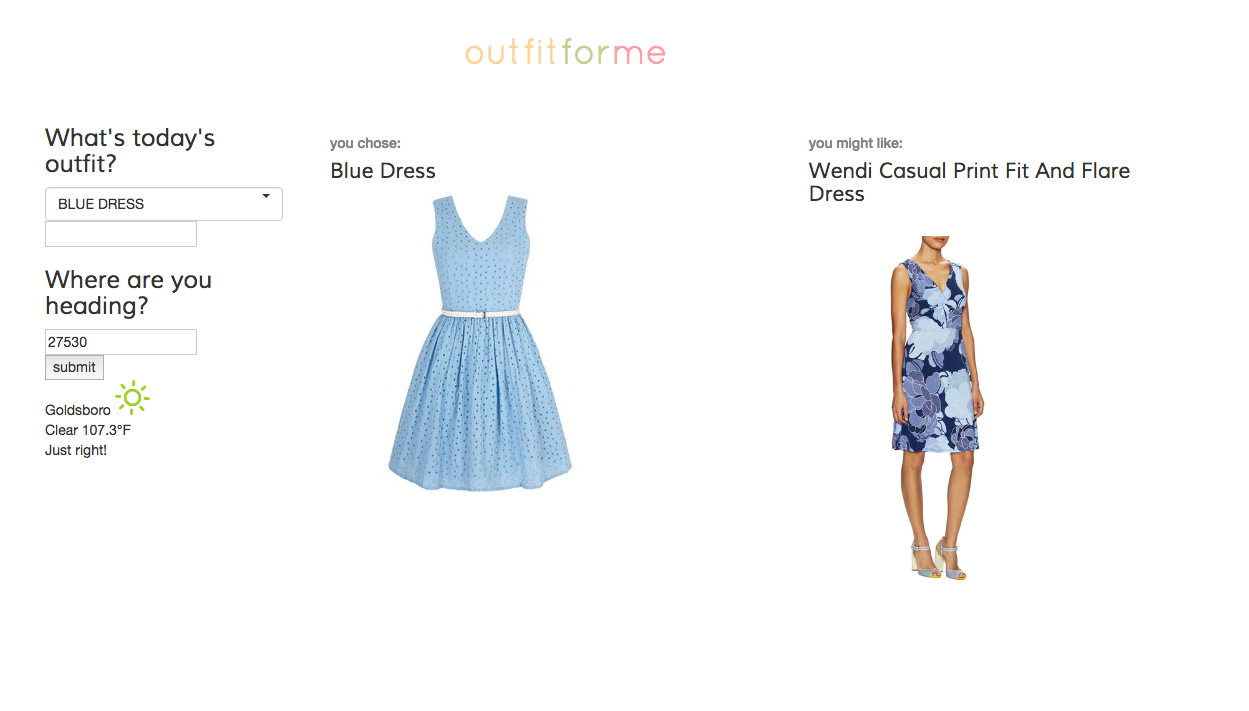 outfitforme
What's today's
outfit?
BLUE DRESS
Where are you
heading?
27530
submit
Goldsboro
Clear 107.3°F
Just right!
you chose:
Blue Dress
you might like:
Wendi Casual Print Fit And Flare
Dress